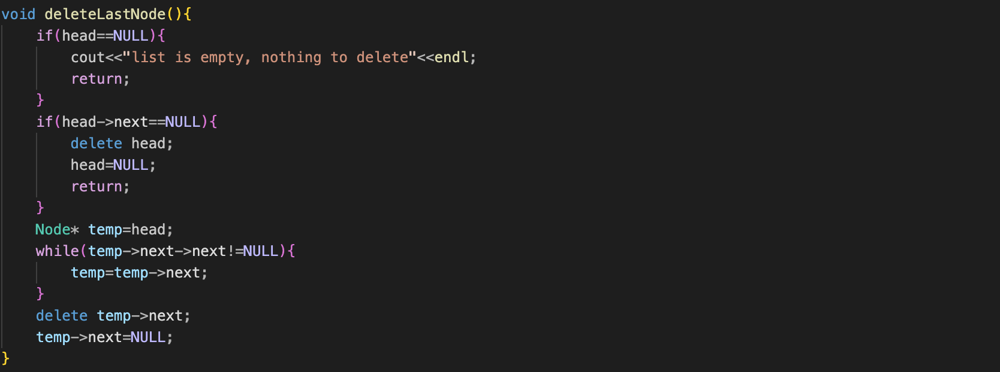 void deleteLastNode(){
    if(head==NULL){
        cout<<"list is empty, nothing to delete"<<endl;
        return;
    }
    if(head->next==NULL){
        delete head;
        head=NULL;
        return;
    }
    Node* temp=head;
    while(temp->next->next!=NULL){
        temp=temp->next;
    }
    delete temp->next;
    temp->next=NULL;
}